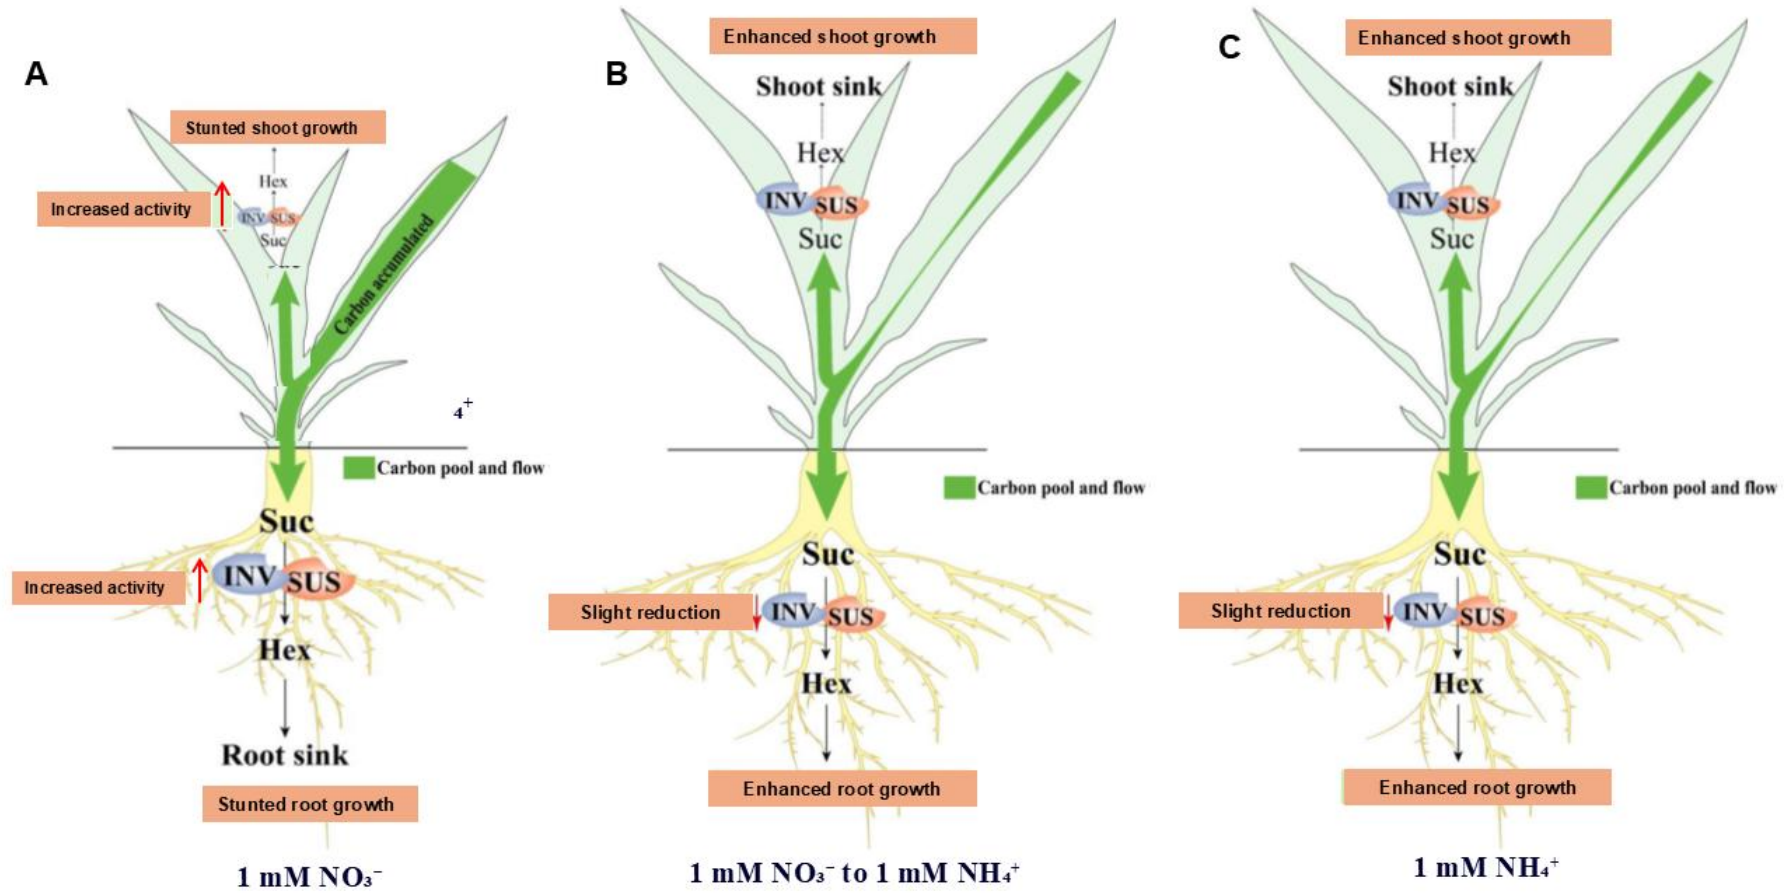 A
Stunted shoot growth
Hex
Increased activity
INV SUS
Suc
Carbon accumulated
₄⁺
Carbon pool and flow
Suc
Increased activity
INV SUS
Hex
Root sink
Stunted root growth
1 mM NO₃⁻
B
Enhanced shoot growth
Shoot sink
Hex
INV SUS
Suc
Carbon pool and flow
Suc
Slight reduction
INV SUS
Hex
Enhanced root growth
1 mM NO₃⁻ to 1 mM NH₄⁺
C
Enhanced shoot growth
Shoot sink
Hex
INV SUS
Suc
Carbon pool and flow
Suc
Slight reduction
INV SUS
Hex
Enhanced root growth
1 mM NH₄⁺